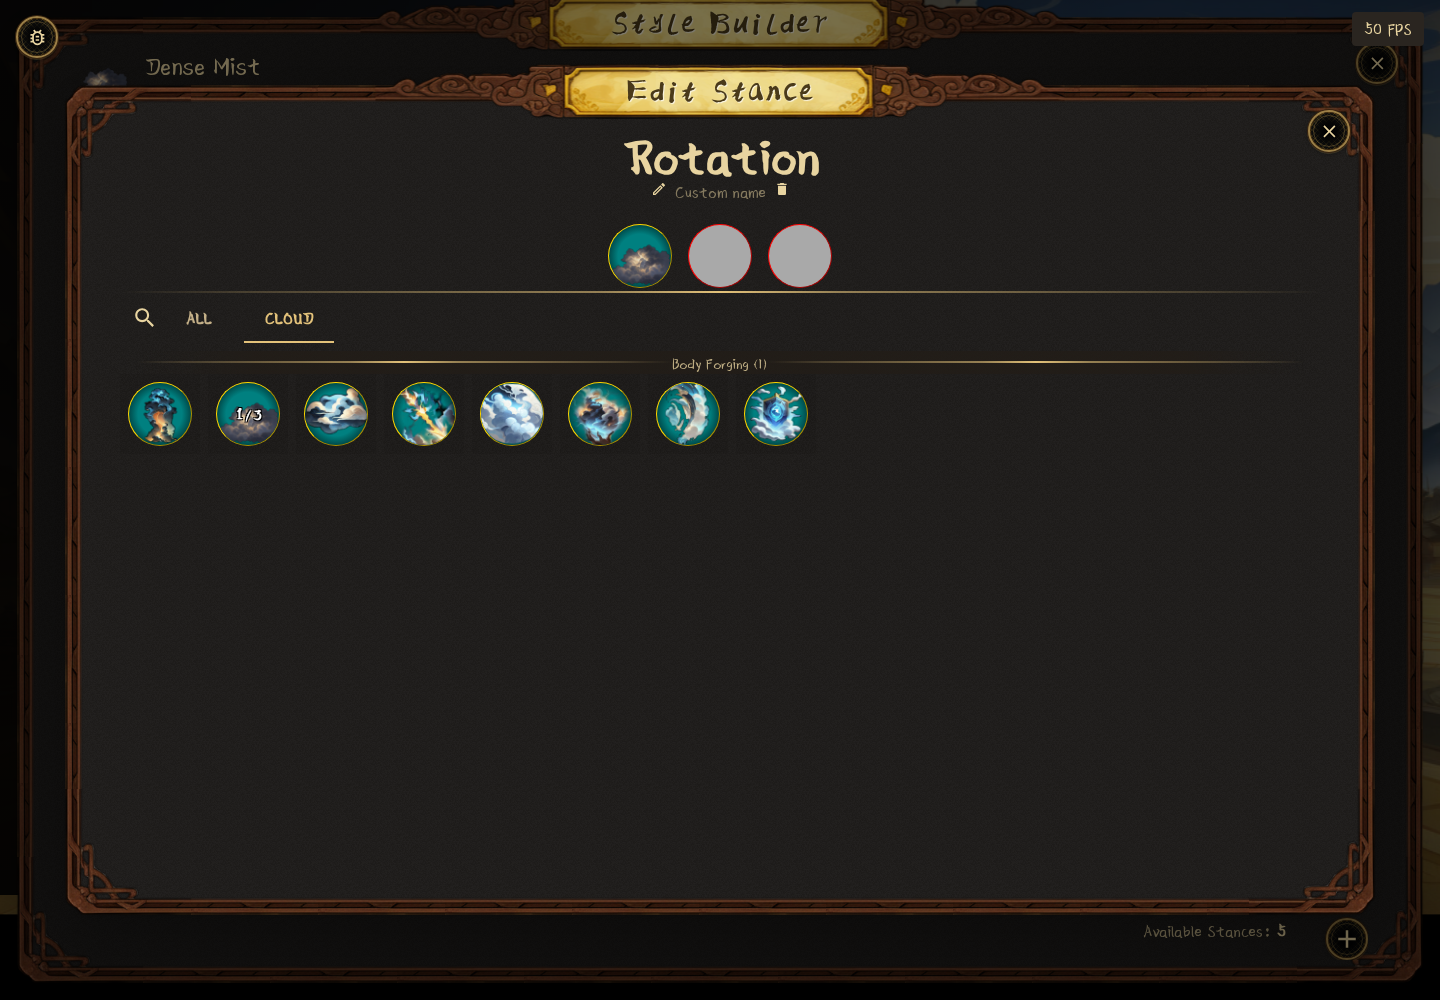 Style Builder
50 FPS
Dense Mist
Edit Stance
Rotation
Custom name
ALL
CLOUD
Body Forging (1)
1/3
Available Stances: 5